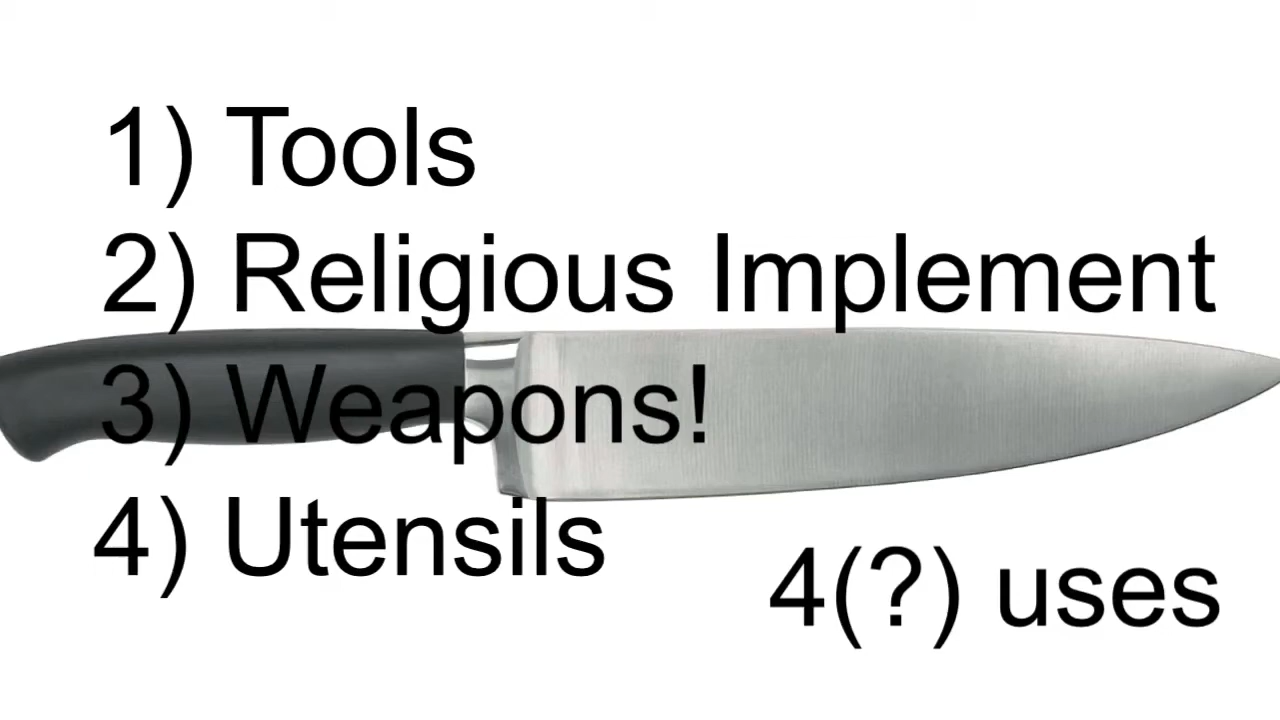 1) Tools
2) Religious Implement
3) Weapons!
4) Utensils
4(?) uses